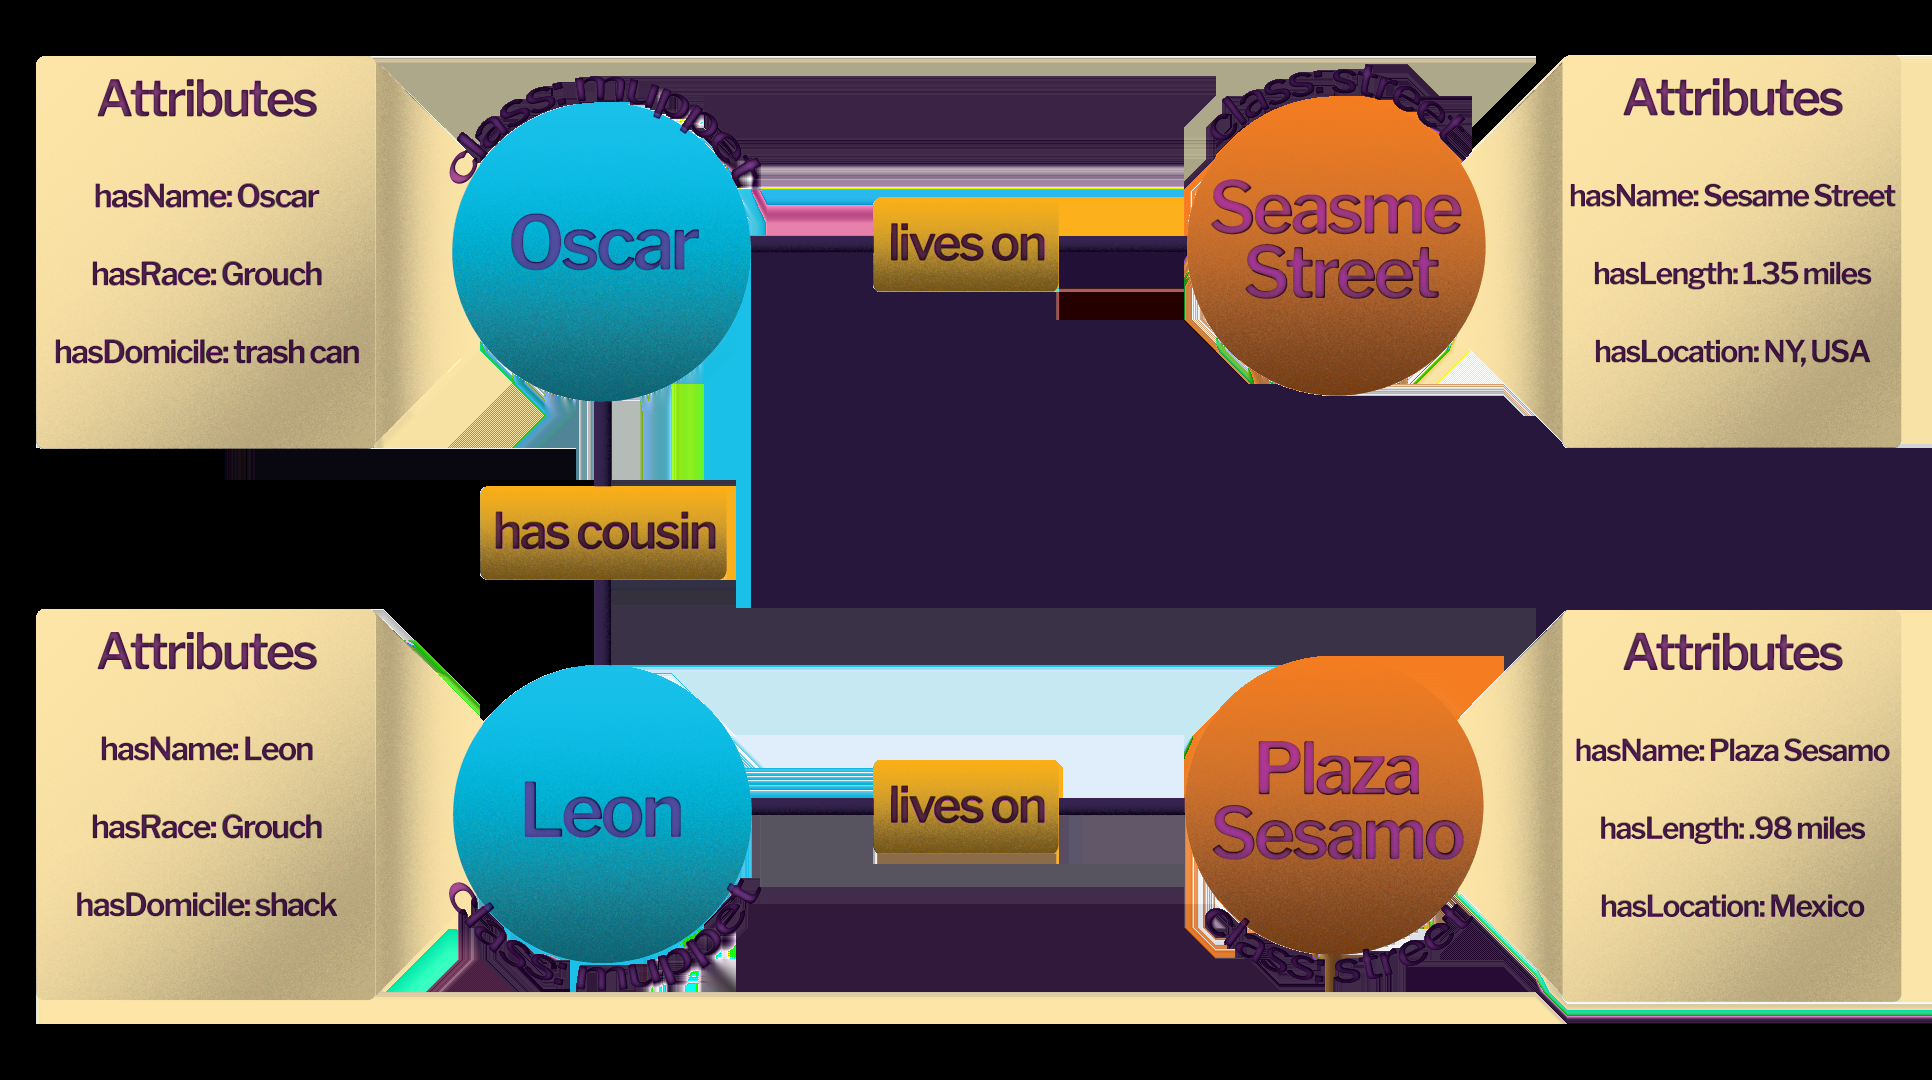 Attributes
hasName: Oscar
hasRace: Grouch
hasDomicile: trash can
class: muppet
Oscar
lives on
class: street
Seasme
Street
Attributes
hasName: Sesame Street
hasLength: 1.35 miles
hasLocation: NY, USA
has cousin
Attributes
hasName: Leon
hasRace: Grouch
hasDomicile: shack
Leon
class: muppet
lives on
Plaza
Sesamo
class: stret
Attributes
hasName: Plaza Sesamo
hasLength: .98 miles
hasLocation: Mexico